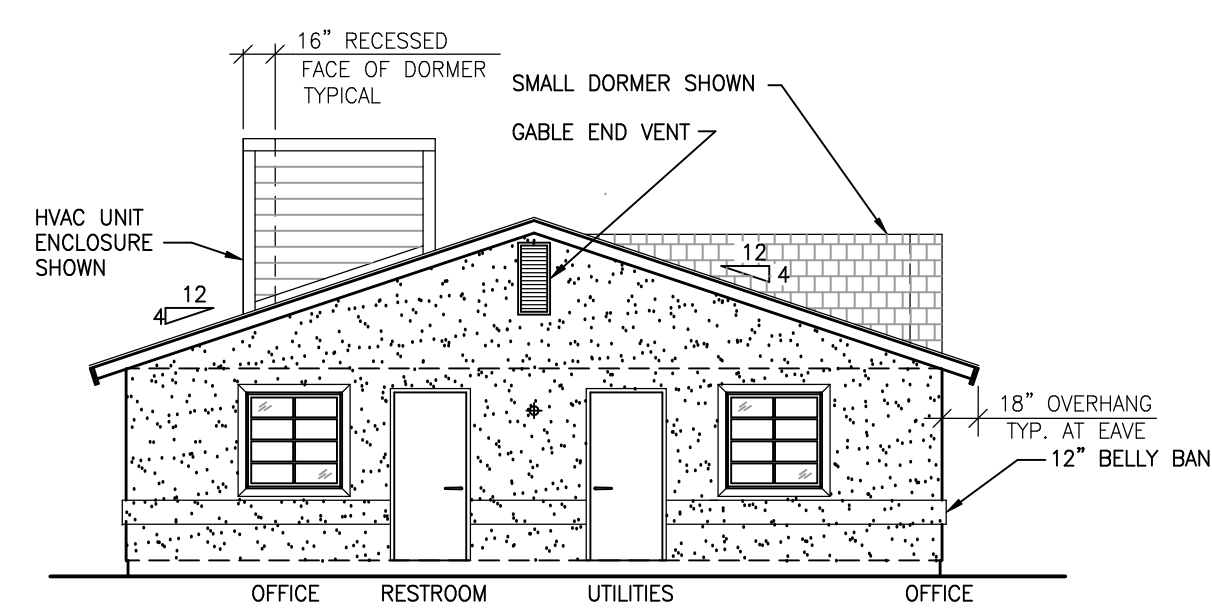 16" RECESSED
FACE OF DORMER
TYPICAL
SMALL DORMER SHOWN
GABLE END VENT
HVAC UNIT
ENCLOSURE
SHOWN
12
4
12
4
18" OVERHANG
TYP. AT EAVE
12" BELLY BAN
OFFICE
RESTROOM
UTILITIES
OFFICE